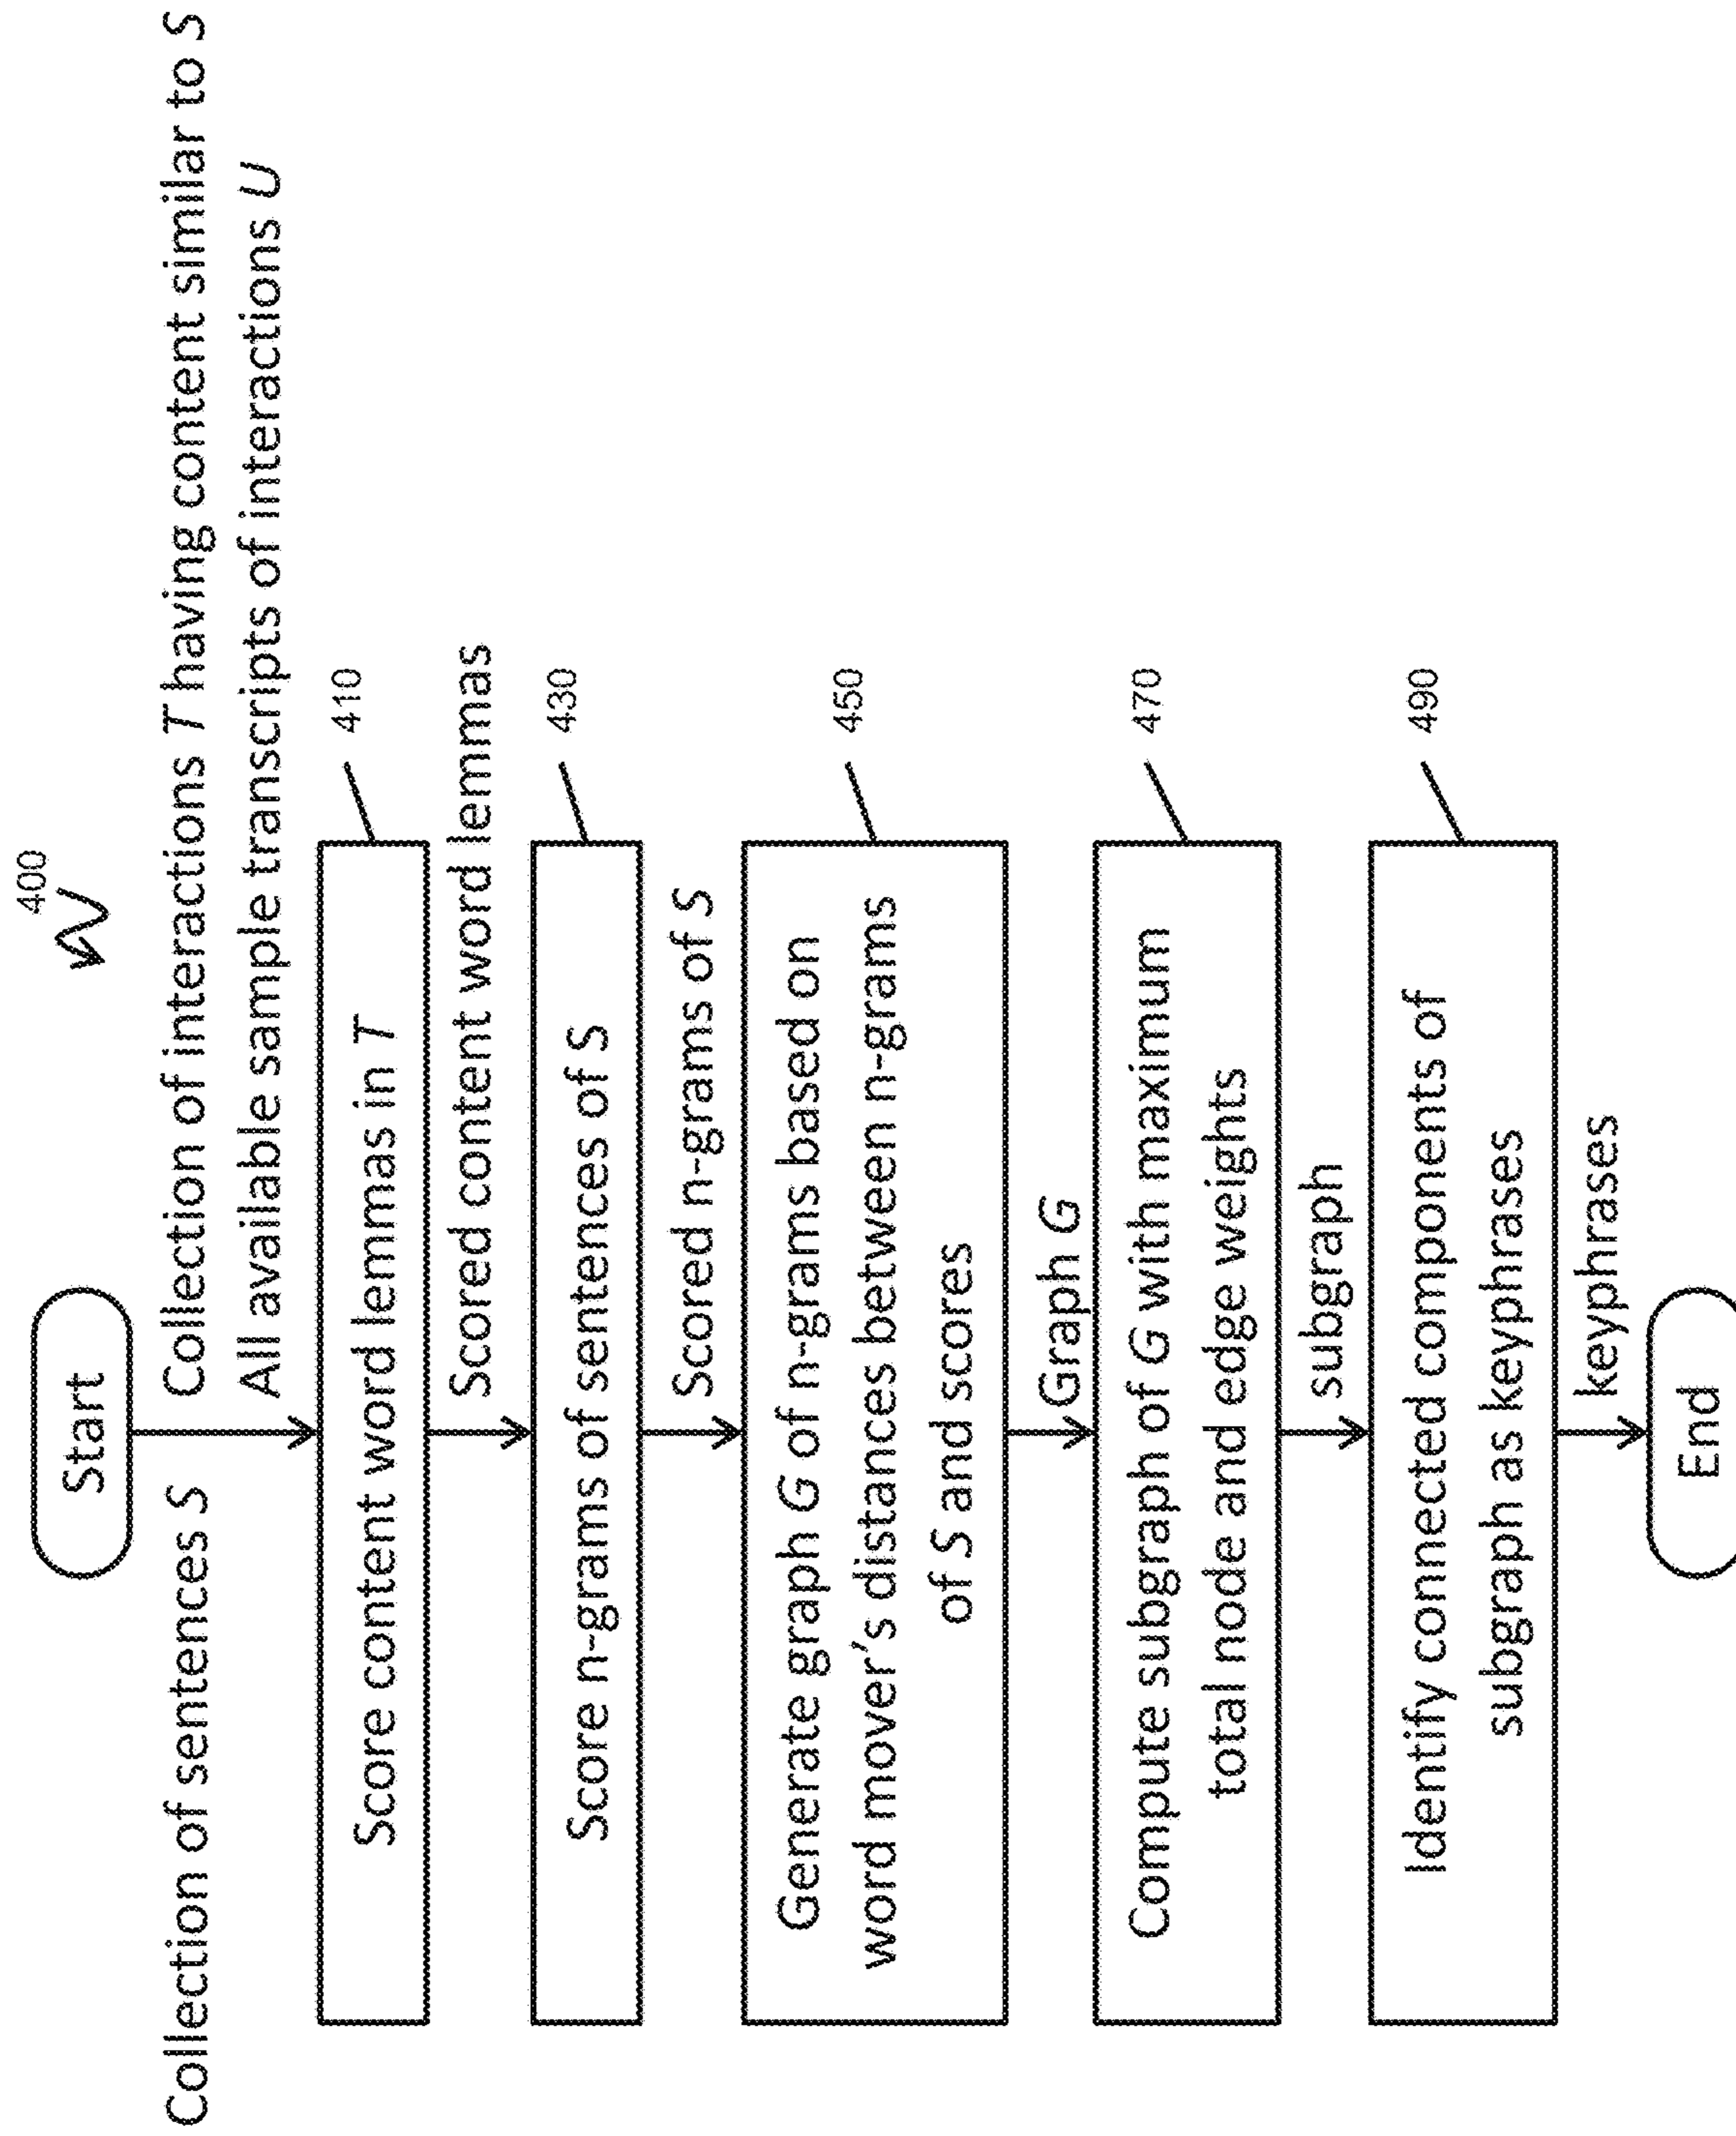 400
Start
Collection of sentences S
Collection of interactions T having content similar to S
All available sample transcripts of interactions U
410
Score content word lemmas in T
Scored content word lemmas
430
Score n-grams of sentences of S
Scored n-grams of S
450
Generate graph G of n-grams based on
word mover's distances between n-grams
of S and scores
Graph G
470
Compute subgraph of G with maximum
total node and edge weights
subgraph
490
Identify connected components of
subgraph as keyphrases
keyphrases
End